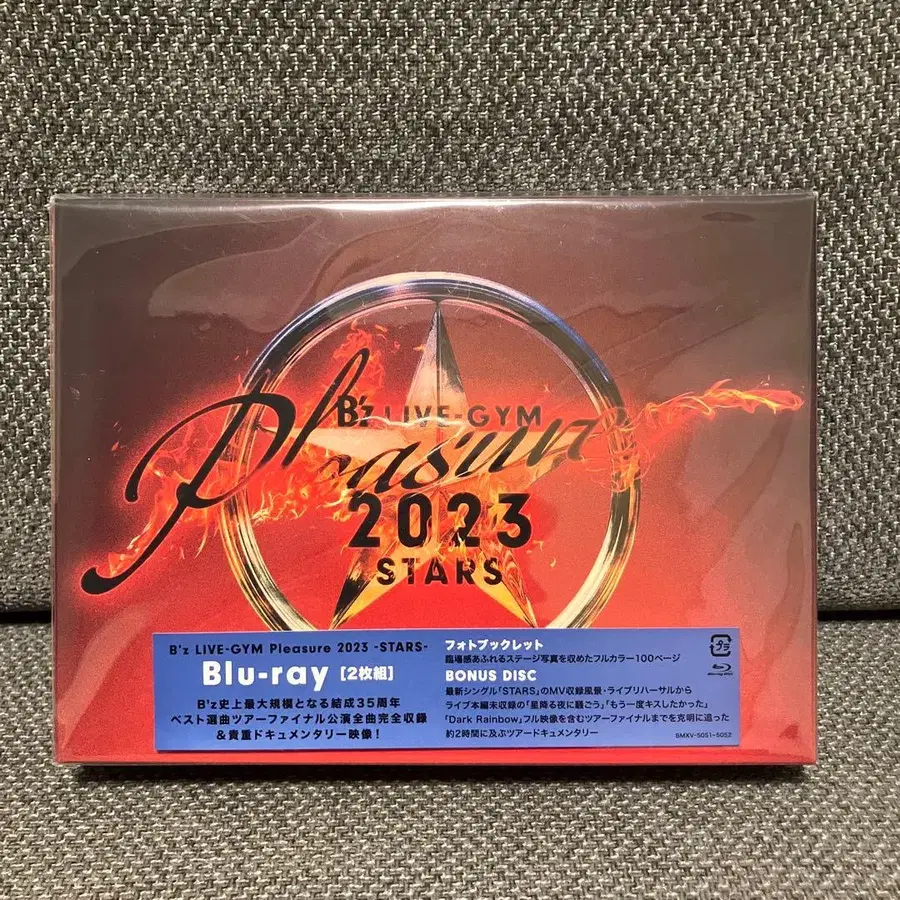 B'z LIVE-GYM
Pleasure
2023
STARS
B'z LIVE-GYM Pleasure 2023 -STARS-
Blu-ray [2枚組]
B'z史上最大規模となる結成35周年
ベスト選曲ツアーファイナル公演全曲完全収録
&貴重ドキュメンタリー映像!
フォトブックレット
臨場感あふれるステージ写真を収めたフルカラー100ページ
BONUS DISC
最新シングル「STARS」のMV収録風景・ライブリハーサルから
ライブ本編未収録の「星降る夜に騒ごう」「もう一度キスしたかった」
「Dark Rainbow」フル映像を含むツアーファイナルまでを克明に追った
約2時間に及ぶツアードキュメンタリー
プラ
Blu-ray Disc
BMXV-5051~5052